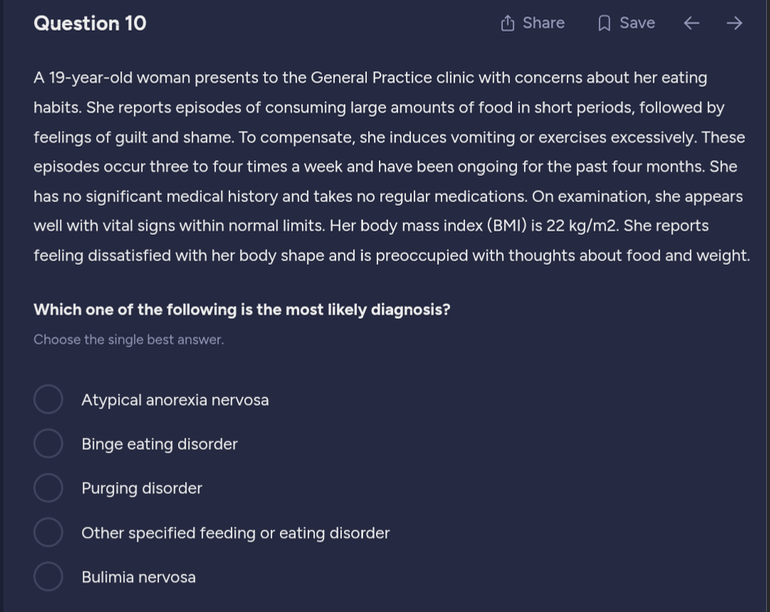 Question 10
Share
Save
A 19-year-old woman presents to the General Practice clinic with concerns about her eating
habits. She reports episodes of consuming large amounts of food in short periods, followed by
feelings of guilt and shame. To compensate, she induces vomiting or exercises excessively. These
episodes occur three to four times a week and have been ongoing for the past four months. She
has no significant medical history and takes no regular medications. On examination, she appears
well with vital signs within normal limits. Her body mass index (BMI) is 22 kg/m2. She reports
feeling dissatisfied with her body shape and is preoccupied with thoughts about food and weight.
Which one of the following is the most likely diagnosis?
Choose the single best answer.
Atypical anorexia nervosa
Binge eating disorder
Purging disorder
Other specified feeding or eating disorder
Bulimia nervosa